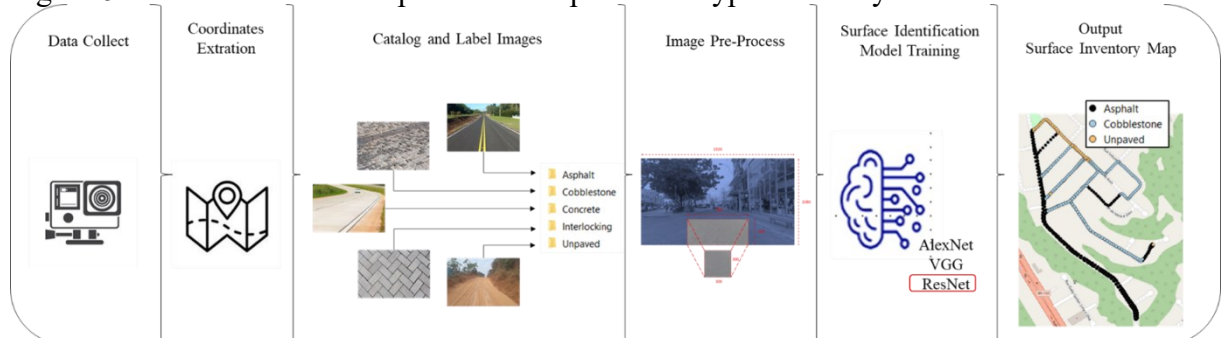 Data Collect
Coordinates
Extration
Catalog and Label Images
Asphalt
Cobblestone
Concrete
Interlocking
Unpaved
Image Pre-Process
Surface Identification
Model Training
AlexNet
VGG
ResNet
Output
Surface Inventory Map
Asphalt
Cobblestone
Unpaved